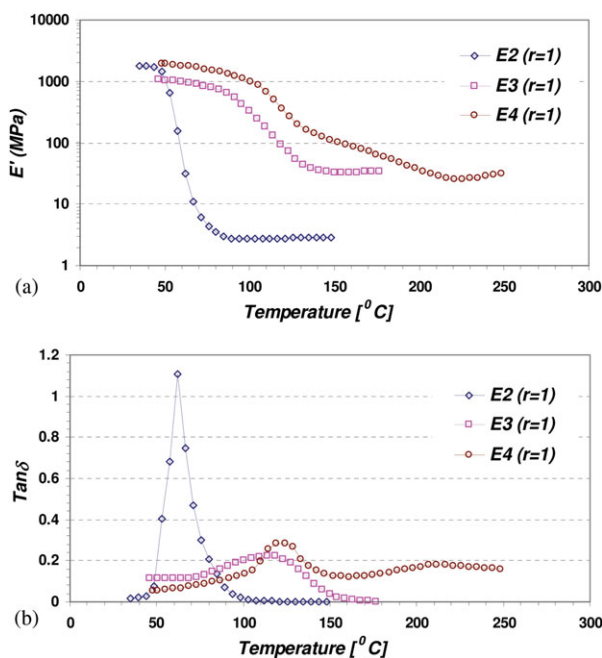 10000
1000
100
10
1
E' (MPa)
E2 (r=1)
E3 (r=1)
E4 (r=1)
0 50 100 150 200 250 300
Temperature [⁰C]
(a)
1.2
1
0.8
0.6
0.4
0.2
0
Tanδ
E2 (r=1)
E3 (r=1)
E4 (r=1)
0 50 100 150 200 250 300
Temperature [⁰C]
(b)